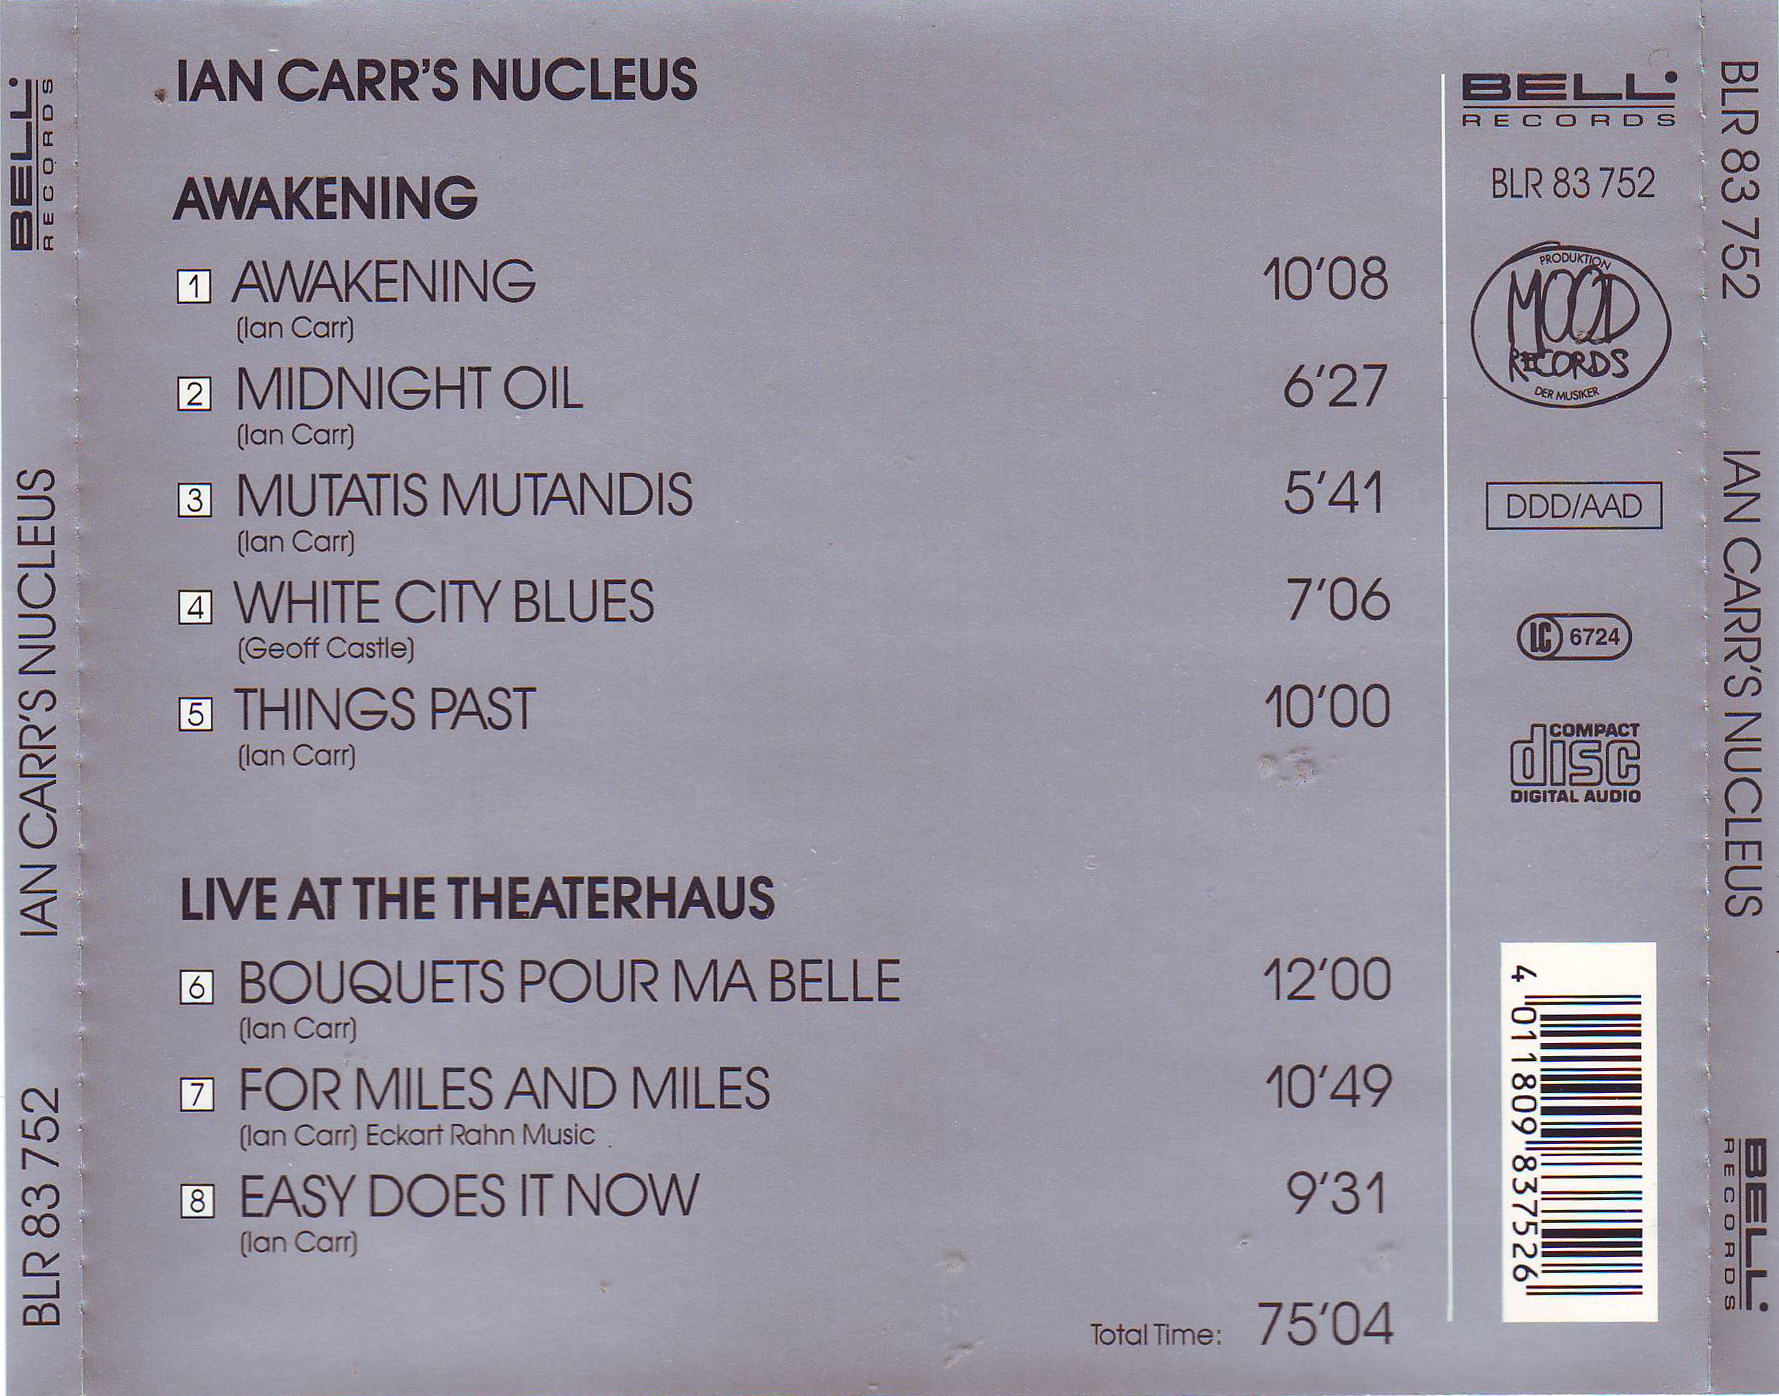 IAN CARR'S NUCLEUS
AWAKENING
1 AWAKENING 10'08
(Ian Carr)
2 MIDNIGHT OIL 6'27
(Ian Carr)
3 MUTATIS MUTANDIS 5'41
(Ian Carr)
4 WHITE CITY BLUES 7'06
(Geoff Castle)
5 THINGS PAST 10'00
(Ian Carr)
LIVE AT THE THEATERHAUS
6 BOUQUETS POUR MA BELLE 12'00
(Ian Carr)
7 FOR MILES AND MILES 10'49
(Ian Carr) Eckart Rahn Music
8 EASY DOES IT NOW 9'31
(Ian Carr)
Total Time: 75'04
BELL
RECORDS
BLR 83 752
PRODUKTION
MOOD
RECORDS
DER MUSIKER
DDD/AAD
LC 6724
COMPACT
disc
DIGITAL AUDIO
4 011809 837526
BLR 83 752 IAN CARR'S NUCLEUS BELL
RECORDS
BLR 83 752 IAN CARR'S NUCLEUS BELL
RECORDS